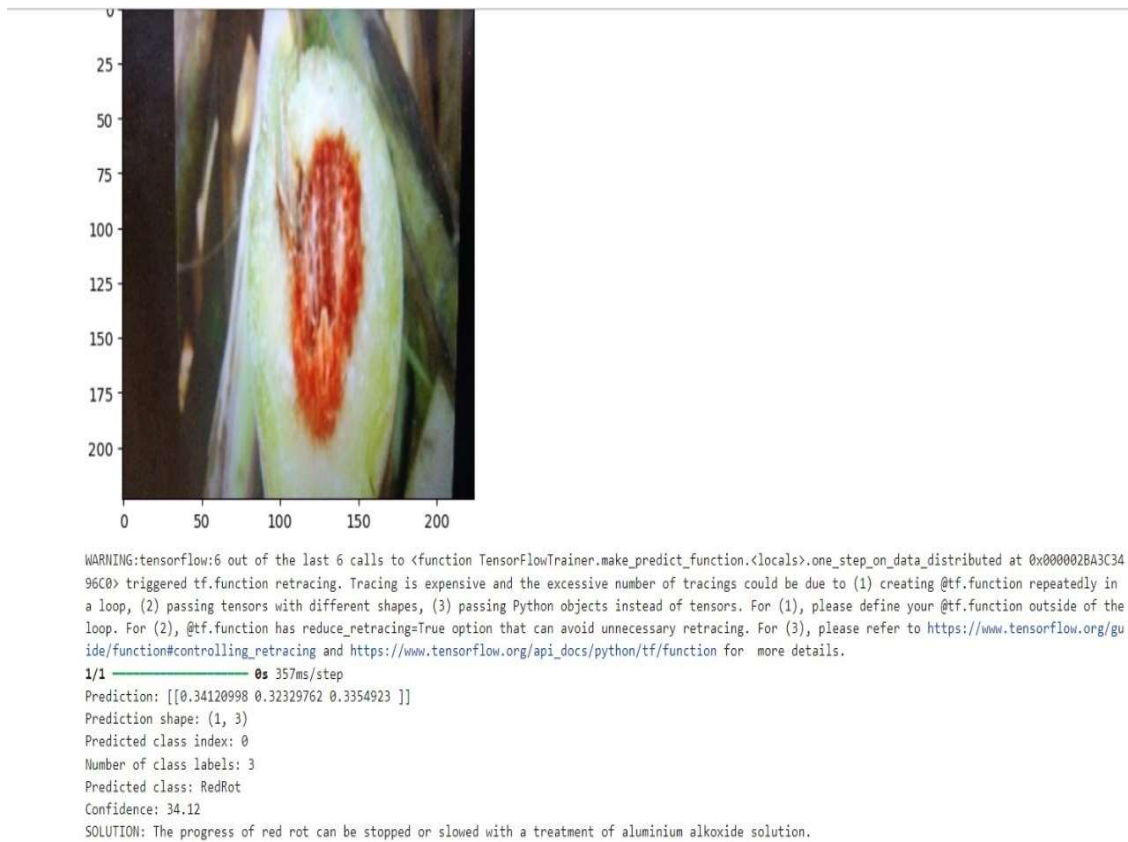 0
25
50
75
100
125
150
175
200
0 50 100 150 200
WARNING:tensorflow:6 out of the last 6 calls to <function TensorFlowTrainer.make_predict_function.<locals>.one_step_on_data_distributed at 0x000002BA3C34
96C0> triggered tf.function retracing. Tracing is expensive and the excessive number of tracings could be due to (1) creating @tf.function repeatedly in
a loop, (2) passing tensors with different shapes, (3) passing Python objects instead of tensors. For (1), please define your @tf.function outside of the
loop. For (2), @tf.function has reduce_retracing=True option that can avoid unnecessary retracing. For (3), please refer to https://www.tensorflow.org/gu
ide/function#controlling_retracing and https://www.tensorflow.org/api_docs/python/tf/function for more details.
1/1 0s 357ms/step
Prediction: [[0.34120998 0.32329762 0.3354923 ]]
Prediction shape: (1, 3)
Predicted class index: 0
Number of class labels: 3
Predicted class: RedRot
Confidence: 34.12
SOLUTION: The progress of red rot can be stopped or slowed with a treatment of aluminium alkoxide solution.